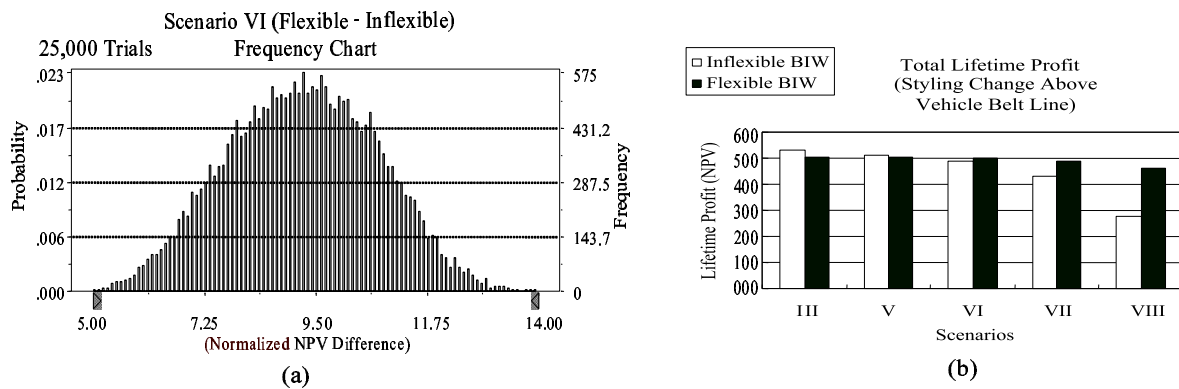 Scenario VI (Flexible - Inflexible)
25,000 Trials
Frequency Chart
.023
.017
.012
.006
.000
Probability
575
431.2
287.5
143.7
0
Frequency
5.00
7.25
9.50
11.75
14.00
(Normalized NPV Difference)
(a)
Inflexible BIW
Flexible BIW
Total Lifetime Profit
(Styling Change Above
Vehicle Belt Line)
Lifetime Profit (NPV)
600
500
400
300
200
100
000
III
V
VI
VII
VIII
Scenarios
(b)